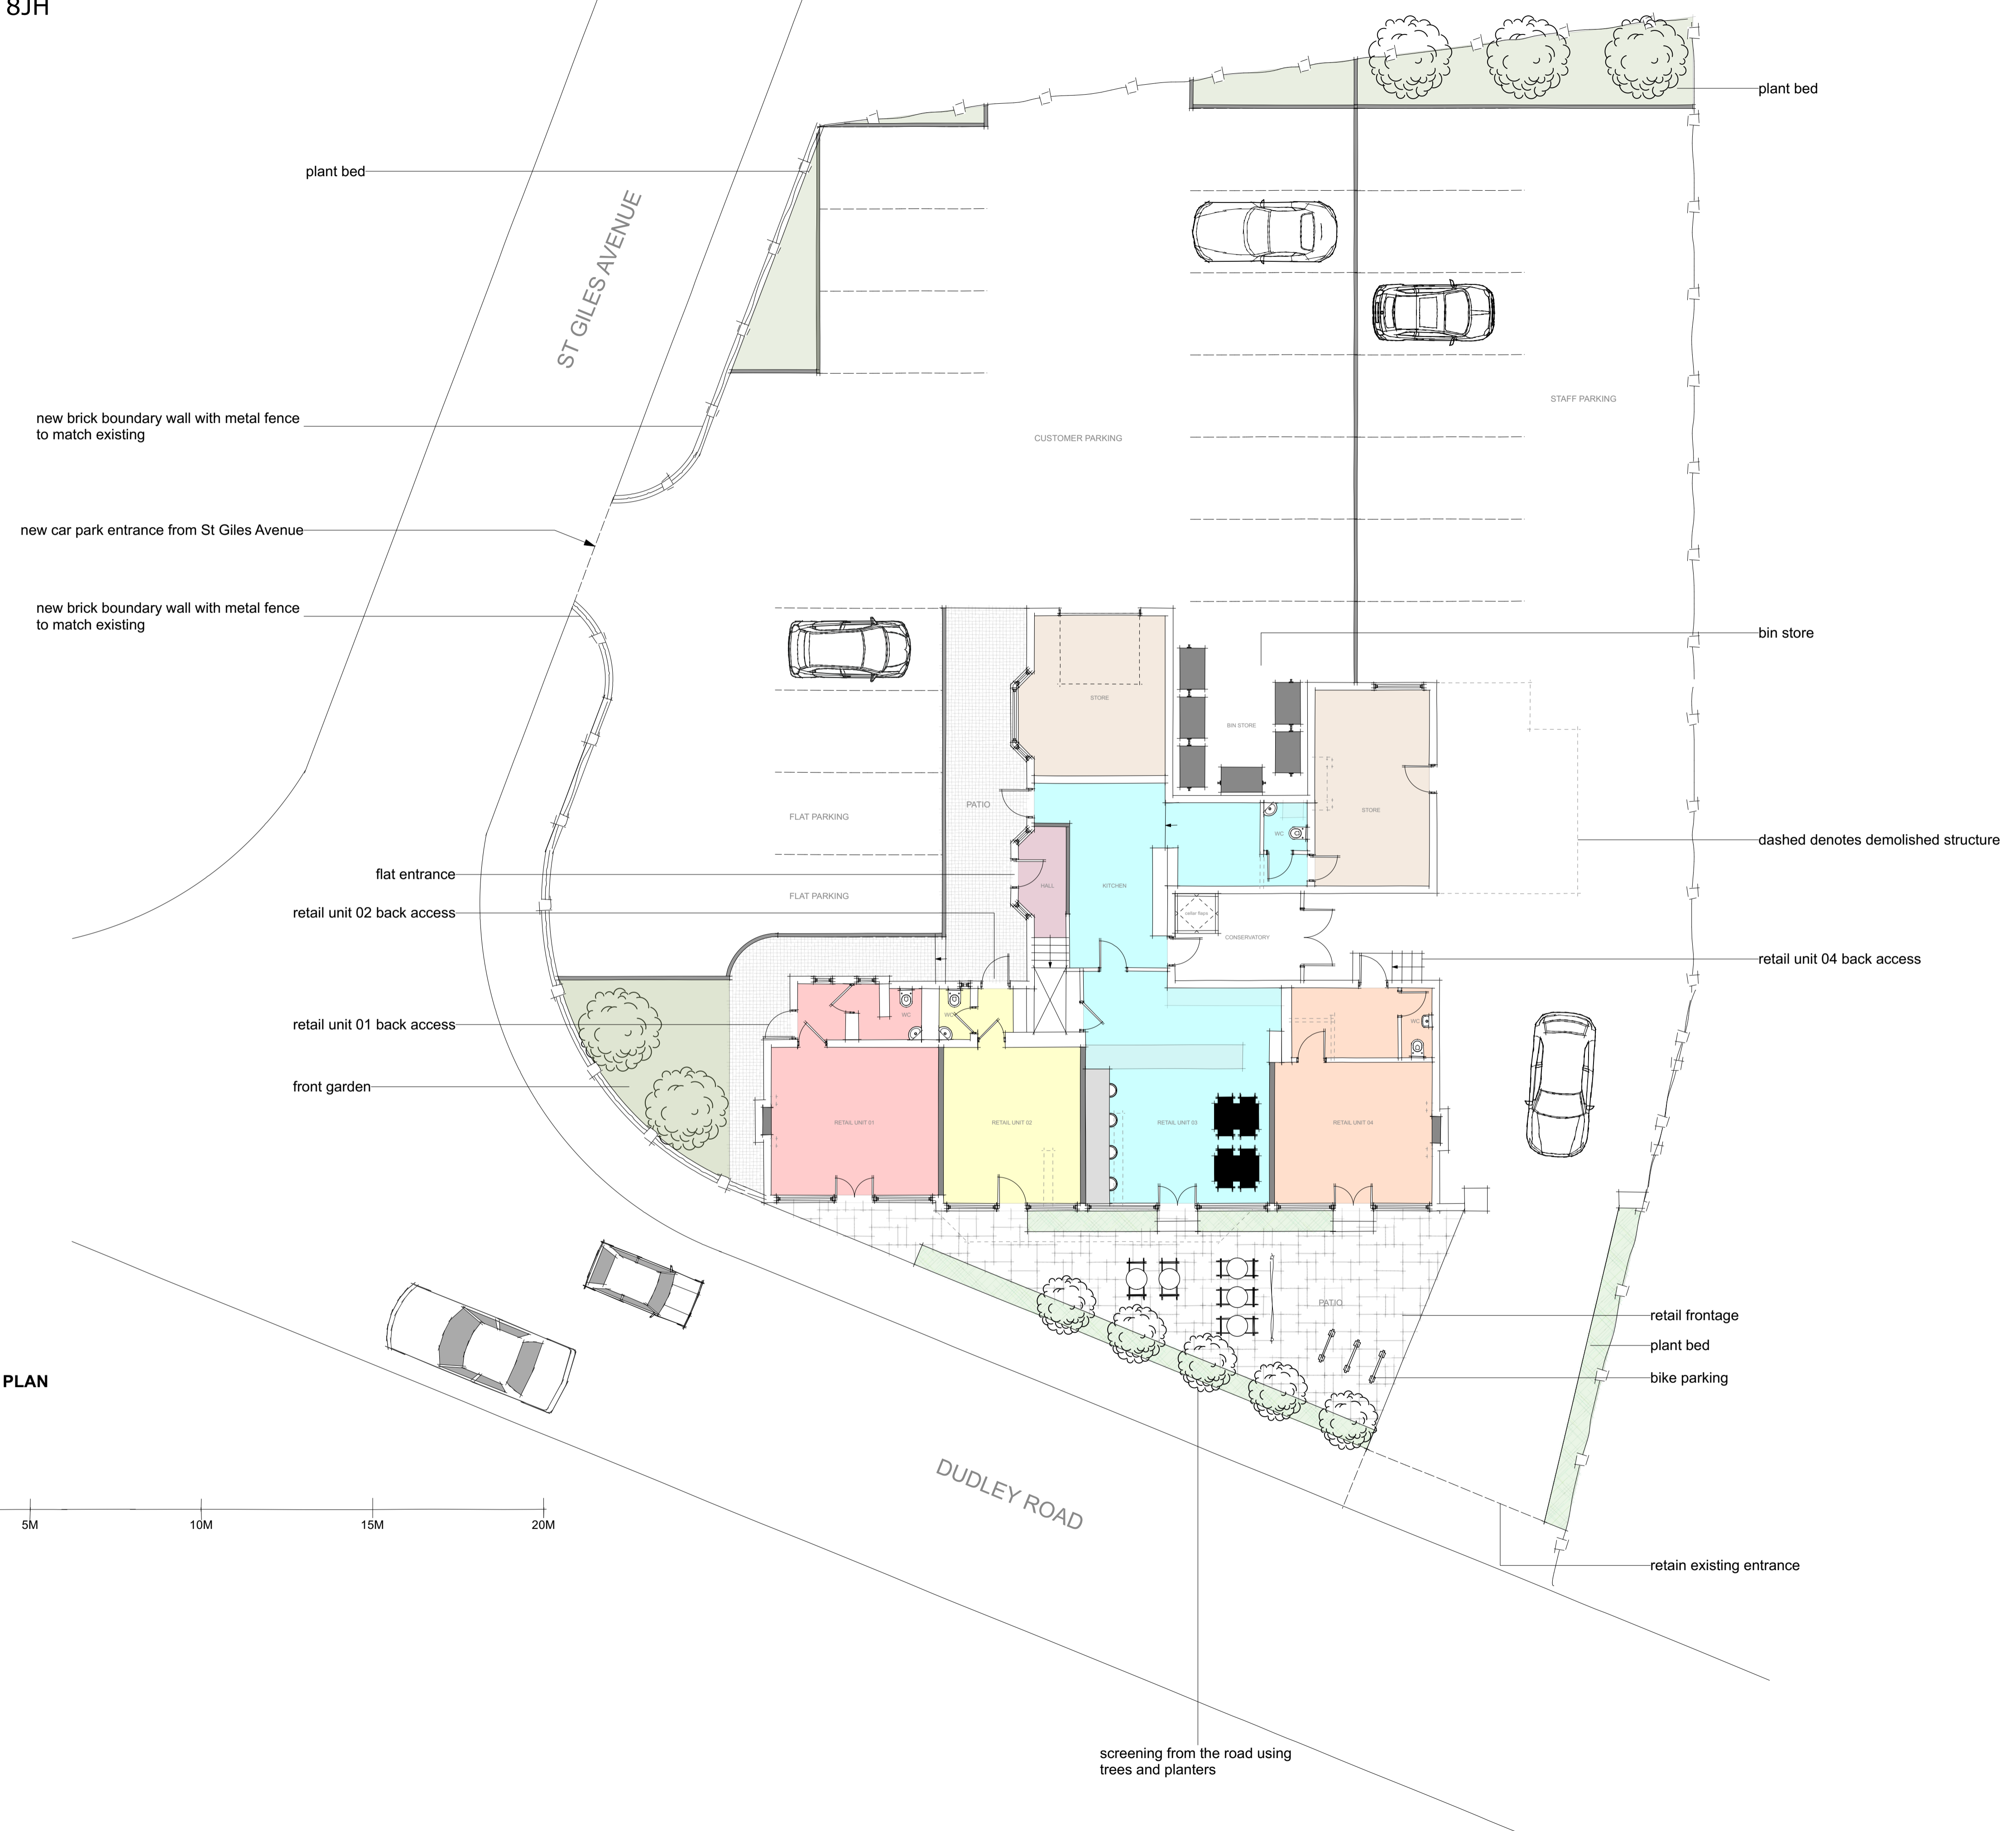 8JH
plant bed
plant bed
ST GILES AVENUE
STAFF PARKING
new brick boundary wall with metal fence
to match existing
CUSTOMER PARKING
new car park entrance from St Giles Avenue
new brick boundary wall with metal fence
to match existing
bin store
STORE
BIN STORE
PATIO
STORE
FLAT PARKING
WC
dashed denotes demolished structure
flat entrance
HALL
KITCHEN
FLAT PARKING
retail unit 02 back access
cellar flaps
CONSERVATORY
retail unit 04 back access
WC
WC
WC
retail unit 01 back access
front garden
RETAIL UNIT 01
RETAIL UNIT 02
RETAIL UNIT 03
RETAIL UNIT 04
PATIO
retail frontage
plant bed
bike parking
PLAN
DUDLEY ROAD
5M
10M
15M
20M
retain existing entrance
screening from the road using
trees and planters